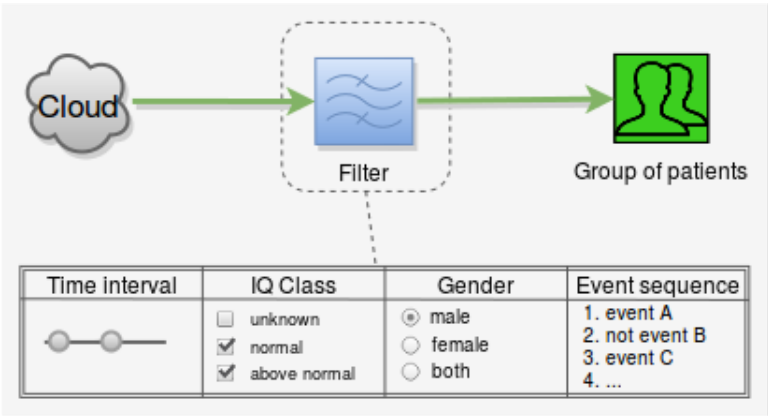 Cloud
Filter
Group of patients
Time interval
IQ Class
Gender
Event sequence
unknown
normal
above normal
male
female
both
1. event A
2. not event B
3. event C
4. ...